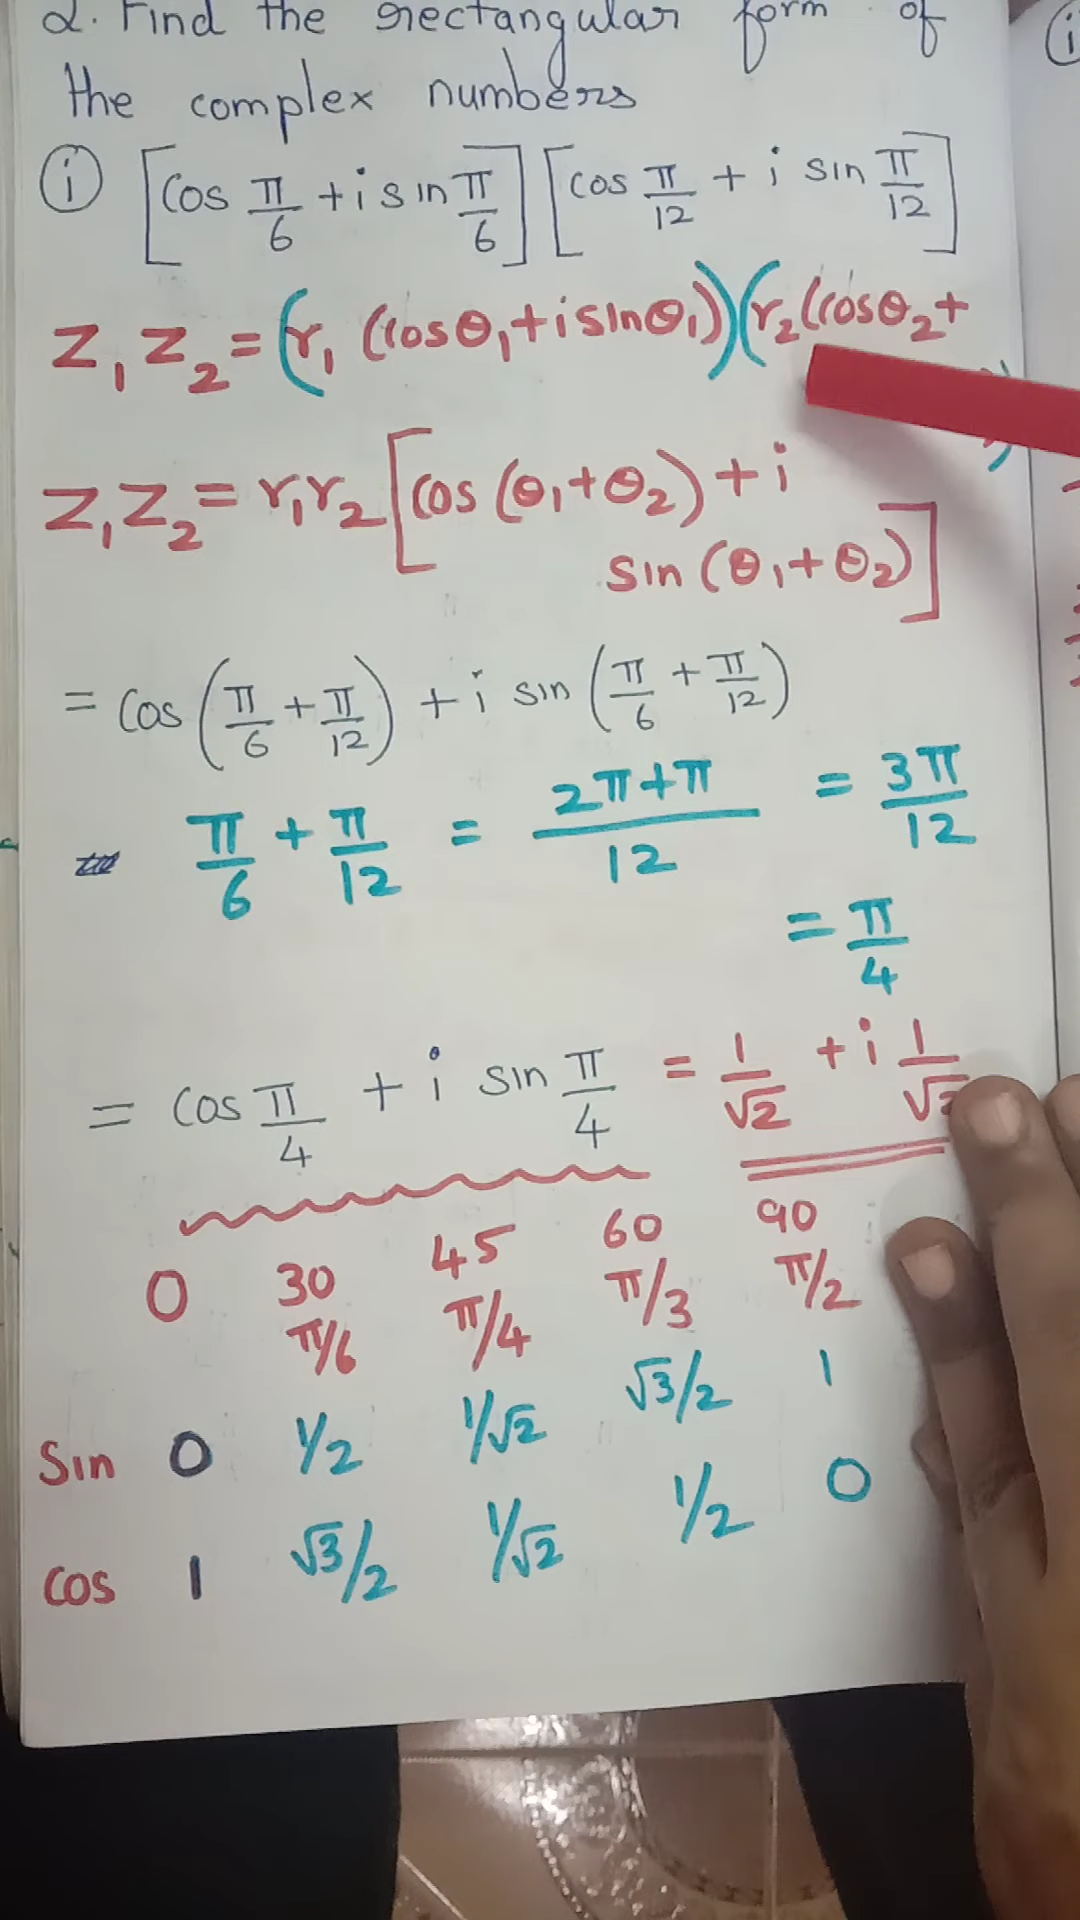 2. Find the rectangular form of
the complex numbers
(i) [cos π/6 + i sin π/6] [cos π/12 + i sin π/12]
z₁ z₂ = (r₁ (cosθ₁ + i sinθ₁)) (r₂ (cosθ₂ +
z₁z₂ = r₁r₂ [cos (θ₁+θ₂) + i
sin (θ₁+θ₂)]
= cos (π/6 + π/12) + i sin (π/6 + π/12)
π/6 + π/12 = 2π+π/12 = 3π/12
= π/4
= cos π/4 + i sin π/4 = 1/√2 + i 1/√2
0 30 45 60 90
π/6 π/4 π/3 π/2
sin 0 1/2 1/√2 √3/2 1
cos 1 √3/2 1/√2 1/2 0
(i